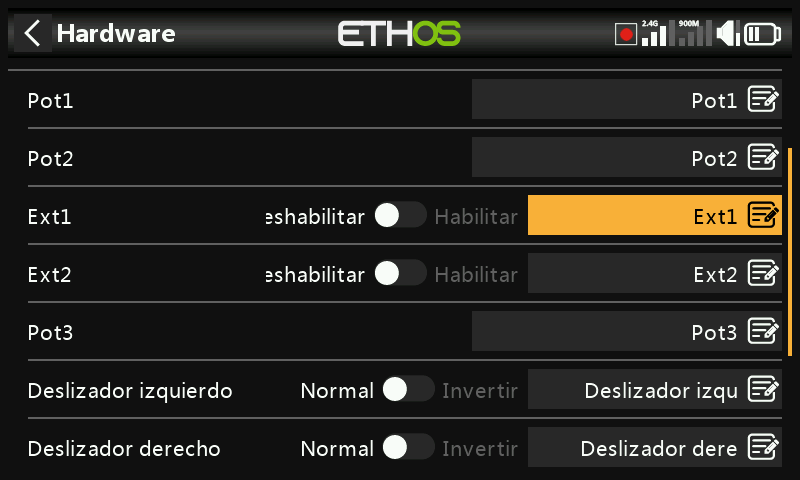 Hardware ETHOS 2.4G 900M
Pot1 Pot1
Pot2 Pot2
Ext1 eshabilitar Habilitar Ext1
Ext2 eshabilitar Habilitar Ext2
Pot3 Pot3
Deslizador izquierdo Normal Invertir Deslizador izqu
Deslizador derecho Normal Invertir Deslizador dere